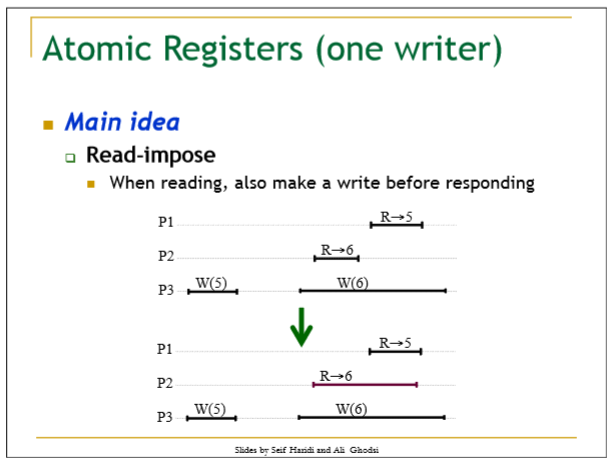 Atomic Registers (one writer)
Main idea
Read-impose
When reading, also make a write before responding
P1 R→5
P2 R→6
P3 W(5) W(6)
P1 R→5
P2 R→6
P3 W(5) W(6)
Slides by Seif Haridi and Ali Ghodsi